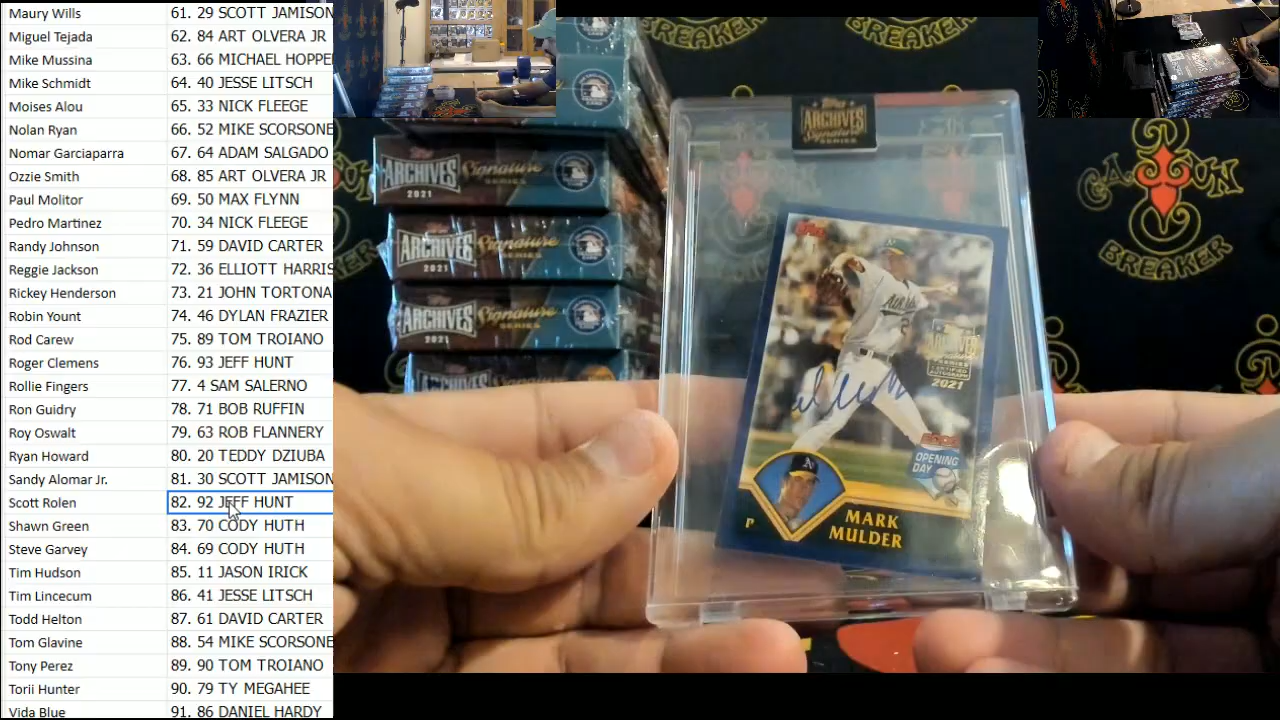 Maury Wills 61. 29 SCOTT JAMISON
Miguel Tejada 62. 84 ART OLVERA JR
Mike Mussina 63. 66 MICHAEL HOPPE
Mike Schmidt 64. 40 JESSE LITSCH
Moises Alou 65. 33 NICK FLEEGE
Nolan Ryan 66. 52 MIKE SCORSONE
Nomar Garciaparra 67. 64 ADAM SALGADO
Ozzie Smith 68. 85 ART OLVERA JR
Paul Molitor 69. 50 MAX FLYNN
Pedro Martinez 70. 34 NICK FLEEGE
Randy Johnson 71. 59 DAVID CARTER
Reggie Jackson 72. 36 ELLIOTT HARRIS
Rickey Henderson 73. 21 JOHN TORTONA
Robin Yount 74. 46 DYLAN FRAZIER
Rod Carew 75. 89 TOM TROIANO
Roger Clemens 76. 93 JEFF HUNT
Rollie Fingers 77. 4 SAM SALERNO
Ron Guidry 78. 71 BOB RUFFIN
Roy Oswalt 79. 63 ROB FLANNERY
Ryan Howard 80. 20 TEDDY DZIUBA
Sandy Alomar Jr. 81. 30 SCOTT JAMISON
Scott Rolen 82. 92 JEFF HUNT
Shawn Green 83. 70 CODY HUTH
Steve Garvey 84. 69 CODY HUTH
Tim Hudson 85. 11 JASON IRICK
Tim Lincecum 86. 41 JESSE LITSCH
Todd Helton 87. 61 DAVID CARTER
Tom Glavine 88. 54 MIKE SCORSONE
Tony Perez 89. 90 TOM TROIANO
Torii Hunter 90. 79 TY MEGAHEE
Vida Blue 91. 86 DANIEL HARDY
BREAKER
BREAKER
BREAKER
ARCHIVES
Signature
SERIES
2021
ARCHIVES
Signature
SERIES
2021
ARCHIVES
Signature
SERIES
2021
ARCHIVES
Topps
ARCHIVES
Signature
SERIES
Topps
ARCHIVES
SERIES
CERTIFIED
AUTOGRAPH
2021
OPENING
DAY
P
MARK
MULDER